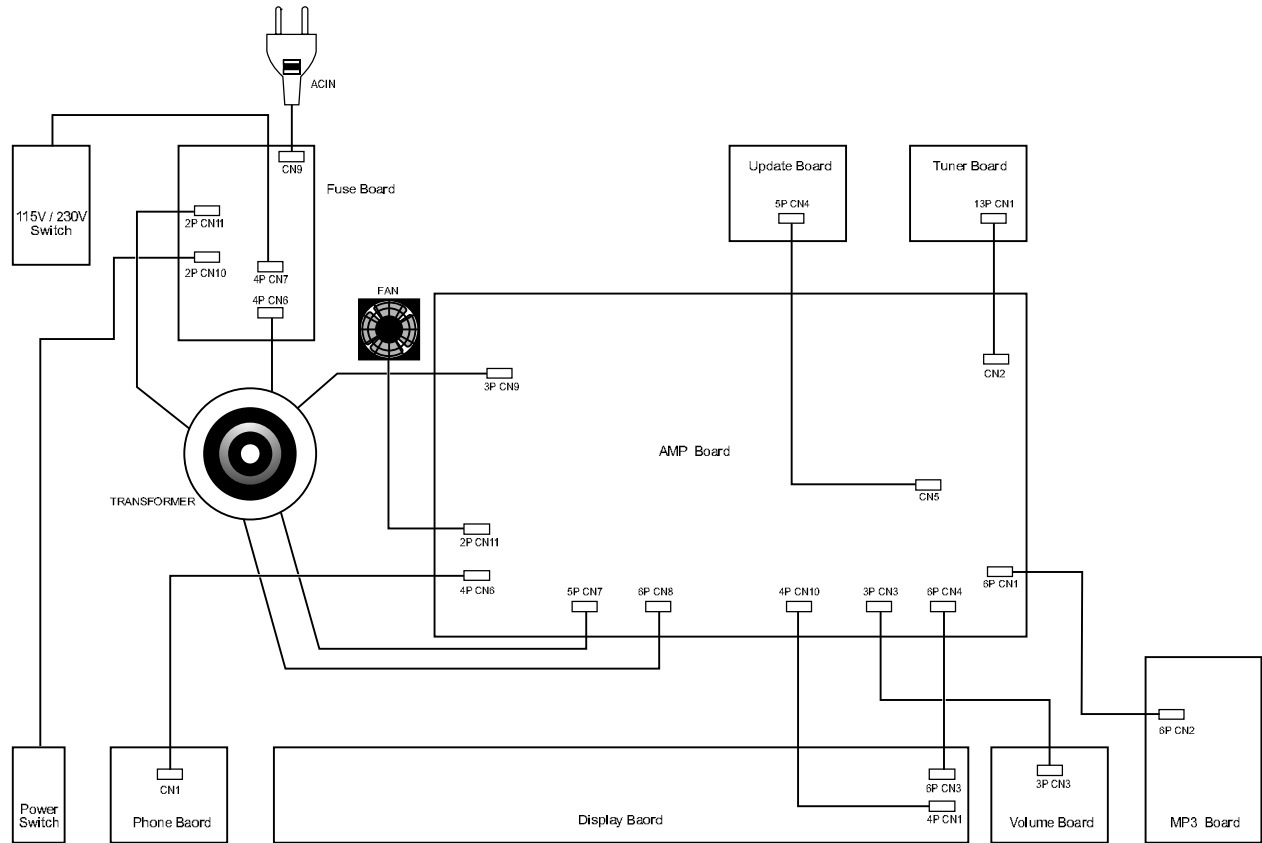 ACIN
CN9
Fuse Board
115V / 230V
Switch
2P CN11
2P CN10
4P CN7
4P CN6
Update Board
5P CN4
Tuner Board
13P CN1
FAN
3P CN9
CN2
AMP Board
TRANSFORMER
CN5
2P CN11
4P CN6
5P CN7
6P CN8
4P CN10
3P CN3
6P CN4
6P CN1
6P CN2
CN1
6P CN3
3P CN3
4P CN1
Power
Switch
Phone Baord
Display Baord
Volume Board
MP3 Board